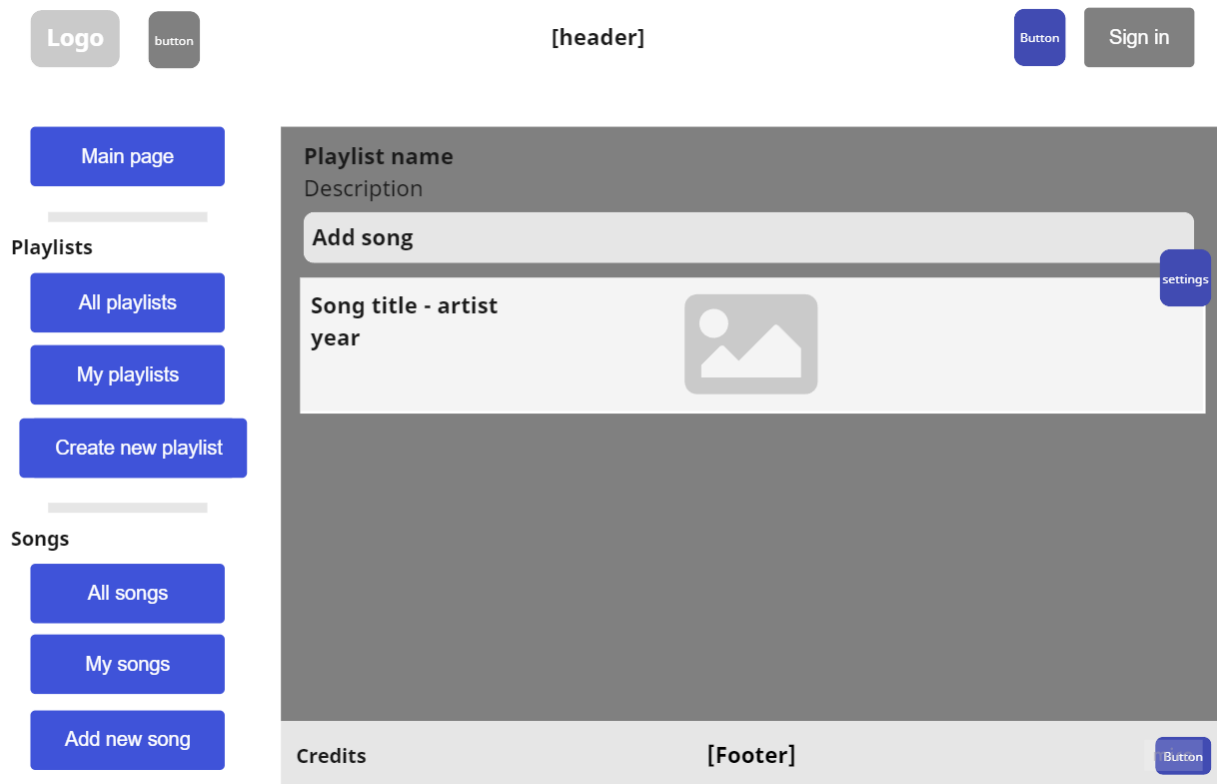 Logo
button
[header]
Button
Sign in
Main page
Playlists
All playlists
My playlists
Create new playlist
Songs
All songs
My songs
Add new song
Playlist name
Description
Add song
settings
Song title - artist
year
Credits
[Footer]
Button